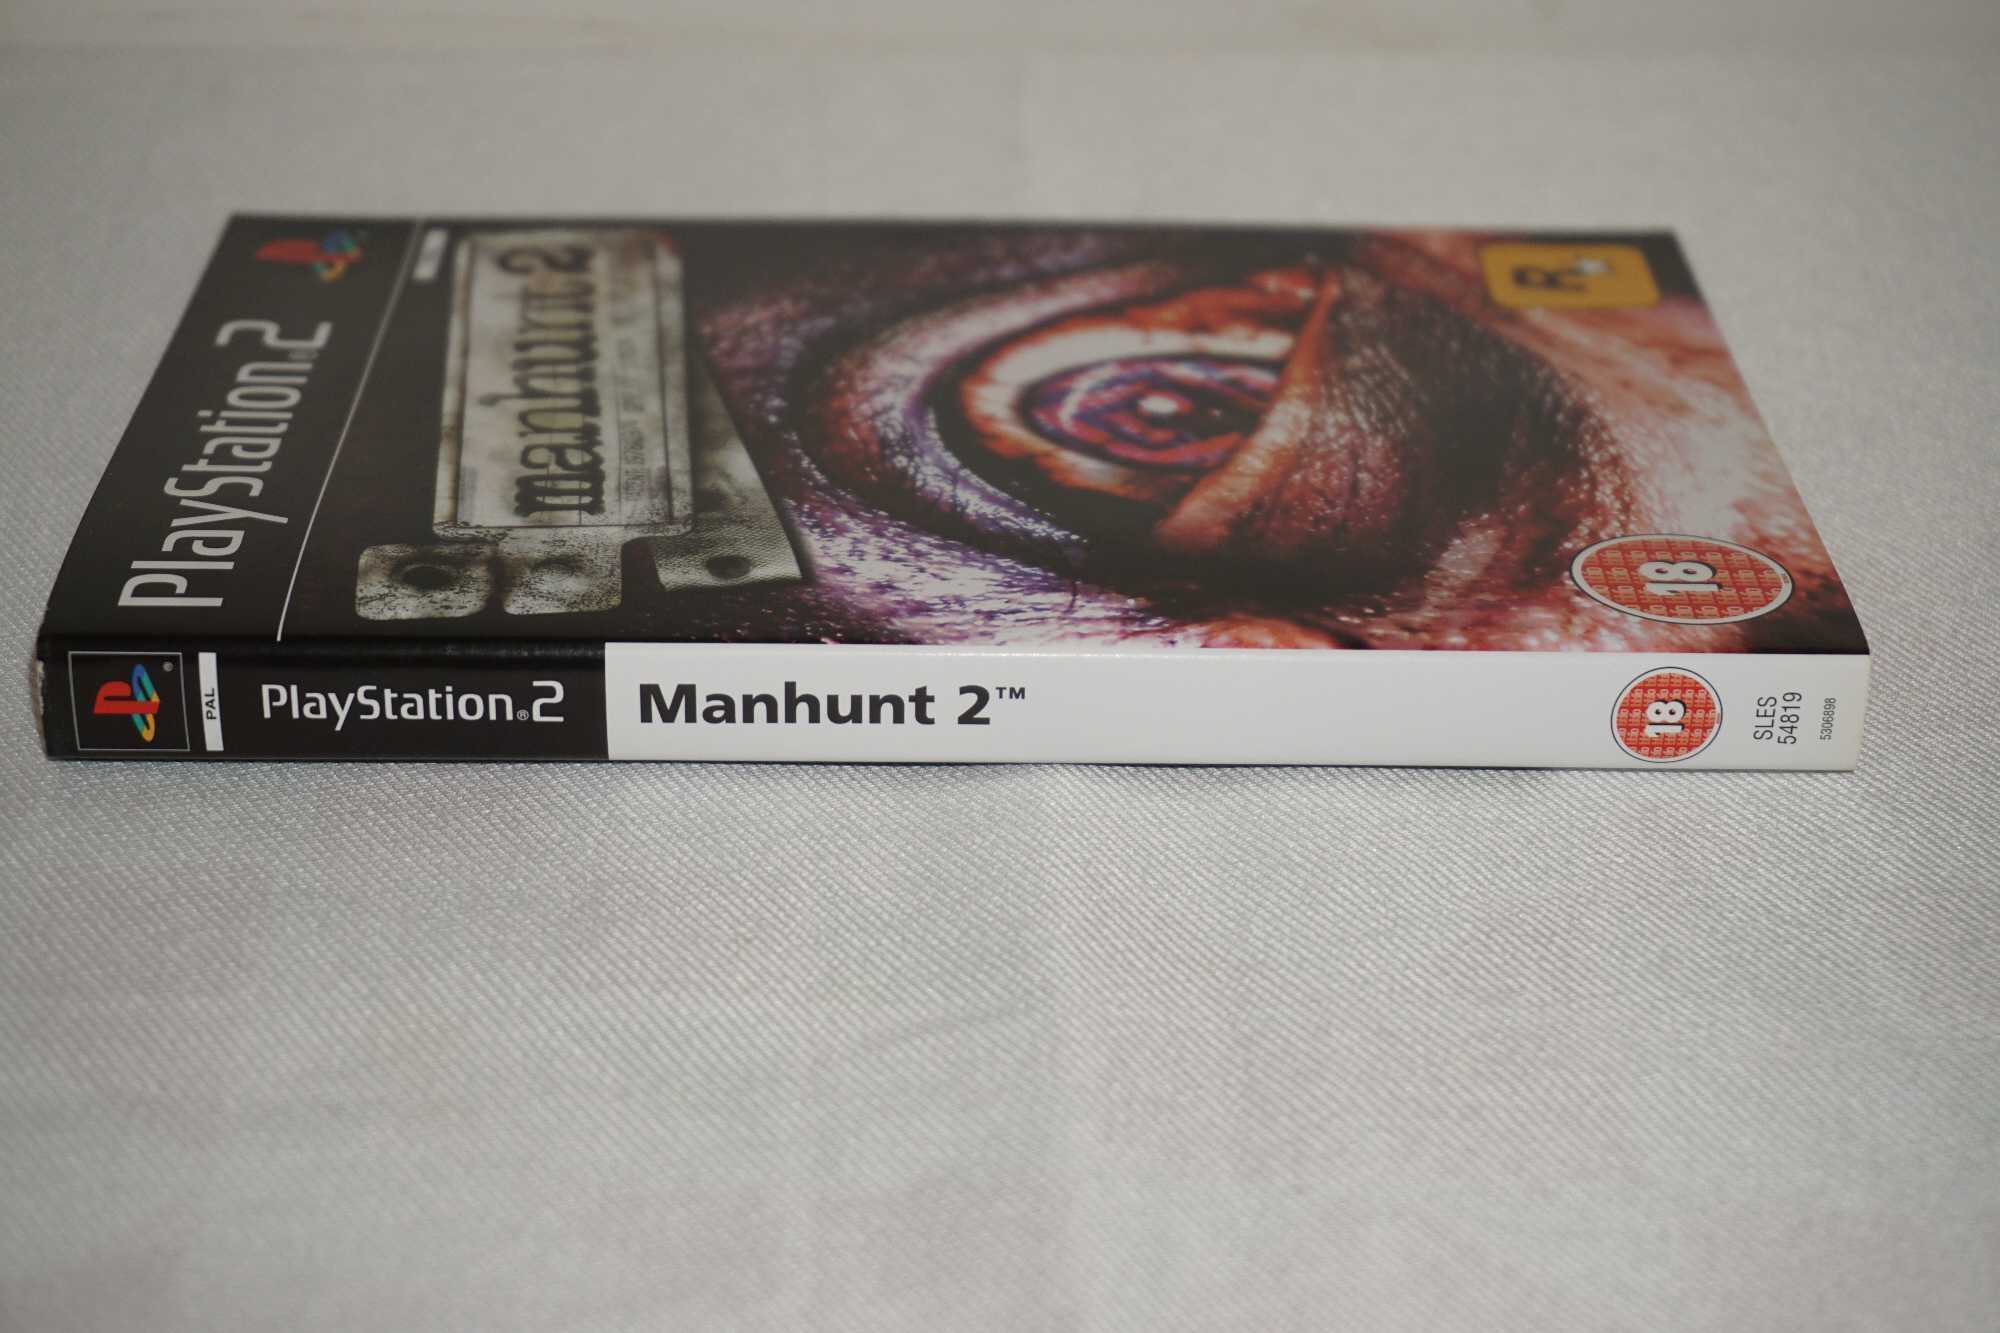 PlayStation®2
manhunt 2
R★
18
PAL
PlayStation®2
Manhunt 2™
18
SLES
54819
5306898